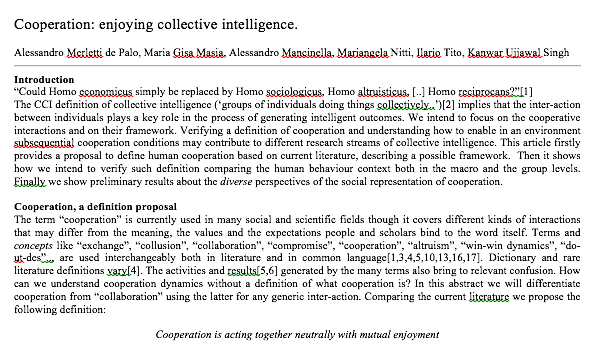 Cooperation: enjoying collective intelligence.
Alessandro Merletti de Palo, Maria Gisa Masia, Alessandro Mancinella, Mariangela Nitti, Ilario Tito, Kanwar Ujjawal Singh
Introduction
“Could Homo economicus simply be replaced by Homo sociologicus, Homo altruisticus, [..] Homo reciprocans?”[1]
The CCI definition of collective intelligence (‘groups of individuals doing things collectively..’)[2] implies that the inter-action
between individuals plays a key role in the process of generating intelligent outcomes. We intend to focus on the cooperative
interactions and on their framework. Verifying a definition of cooperation and understanding how to enable in an environment
subsequential cooperation conditions may contribute to different research streams of collective intelligence. This article firstly
provides a proposal to define human cooperation based on current literature, describing a possible framework. Then it shows
how we intend to verify such definition comparing the human behaviour context both in the macro and the group levels.
Finally we show preliminary results about the diverse perspectives of the social representation of cooperation.
Cooperation, a definition proposal
The term “cooperation” is currently used in many social and scientific fields though it covers different kinds of interactions
that may differ from the meaning, the values and the expectations people and scholars bind to the word itself. Terms and
concepts like “exchange”, “collusion”, “collaboration”, “compromise”, “cooperation”, “altruism”, “win-win dynamics”, “do-
ut-des”... are used interchangeably both in literature and in common language[1,3,4,5,10,13,16,17]. Dictionary and rare
literature definitions vary[4]. The activities and results[5,6] generated by the many terms also bring to relevant confusion. How
can we understand cooperation dynamics without a definition of what cooperation is? In this abstract we will differentiate
cooperation from “collaboration” using the latter for any generic inter-action. Comparing the current literature we propose the
following definition:
Cooperation is acting together neutrally with mutual enjoyment